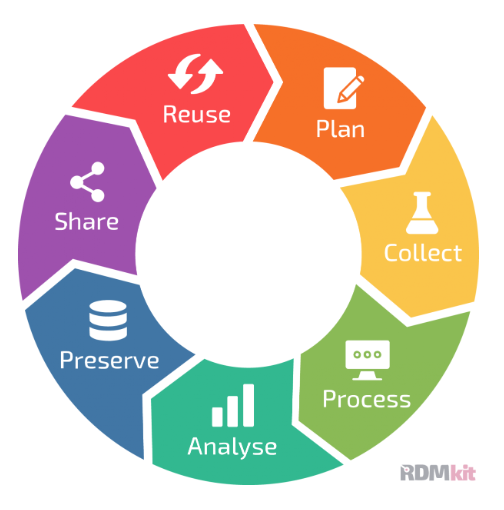 Reuse
Plan
Share
Collect
Preserve
Process
Analyse
RDMkit